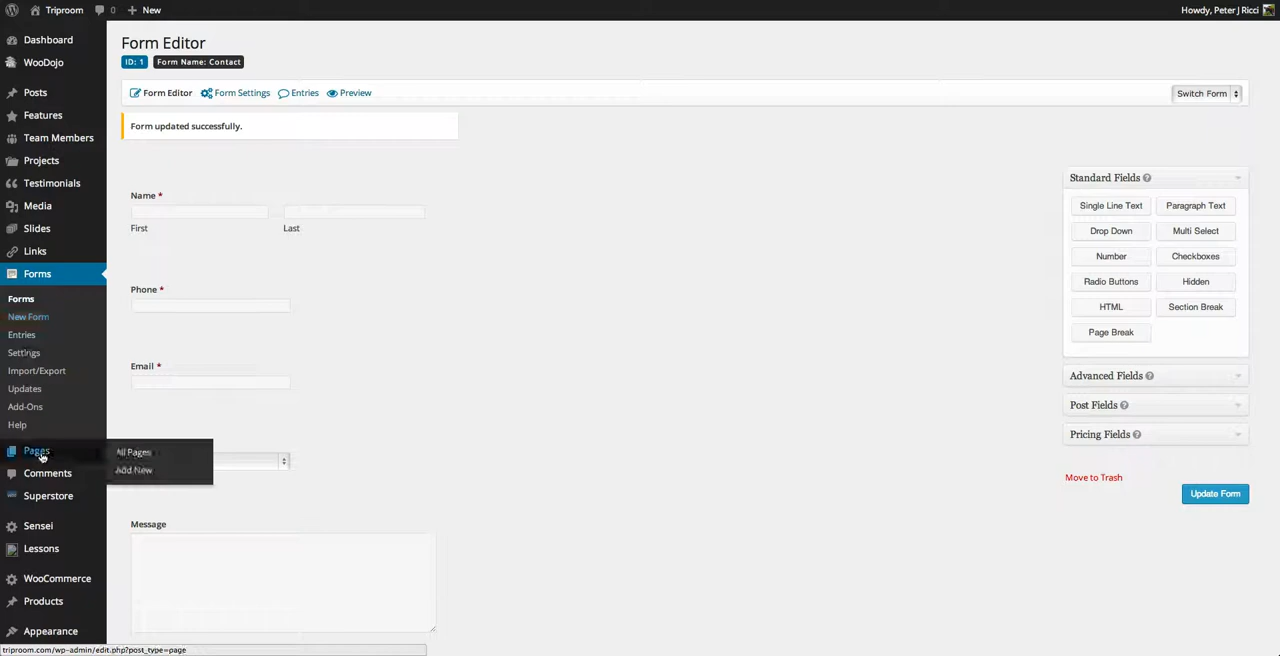 Triproom 0 New Howdy, Peter J Ricci
Dashboard
WooDojo
Posts
Features
Team Members
Projects
Testimonials
Media
Slides
Links
Forms
Forms
New Form
Entries
Settings
Import/Export
Updates
Add-Ons
Help
Pages
All Pages
Add New
Comments
Superstore
Sensei
Lessons
WooCommerce
Products
Appearance
Form Editor
ID: 1 Form Name: Contact
Form Editor Form Settings Entries Preview Switch Form
Form updated successfully.
Name *
First Last
Phone *
Email *
Message
Standard Fields
Single Line Text Paragraph Text
Drop Down Multi Select
Number Checkboxes
Radio Buttons Hidden
HTML Section Break
Page Break
Advanced Fields
Post Fields
Pricing Fields
Move to Trash
Update Form
triproom.com/wp-admin/edit.php?post_type=page